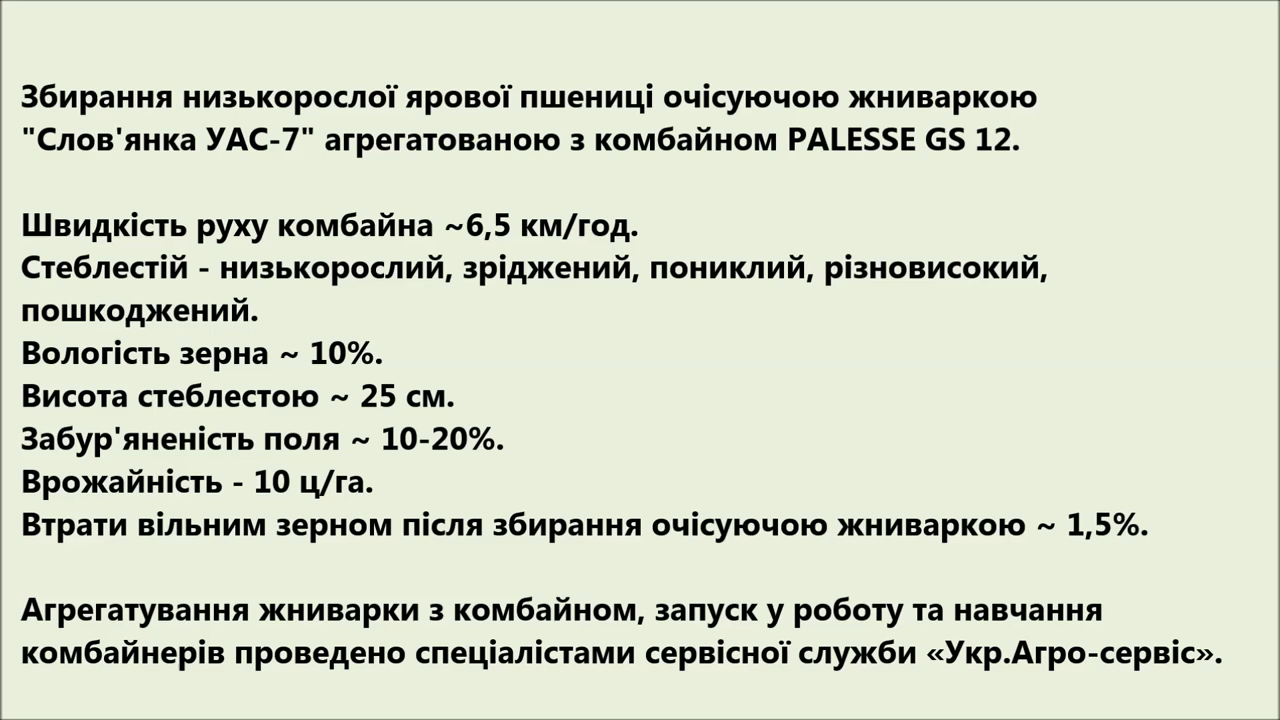 Збирання низькорослої ярової пшениці очісуючою жниваркою
"Слов'янка УАС-7" агрегатованою з комбайном PALESSE GS 12.
Швидкість руху комбайна ~6,5 км/год.
Стеблестій - низькорослий, зріджений, пониклий, різновисокий,
пошкоджений.
Вологість зерна ~ 10%.
Висота стеблестою ~ 25 см.
Забур'яненість поля ~ 10-20%.
Врожайність - 10 ц/га.
Втрати вільним зерном після збирання очісуючою жниваркою ~ 1,5%.
Агрегатування жниварки з комбайном, запуск у роботу та навчання
комбайнерів проведено спеціалістами сервісної служби «Укр.Агро-сервіс».